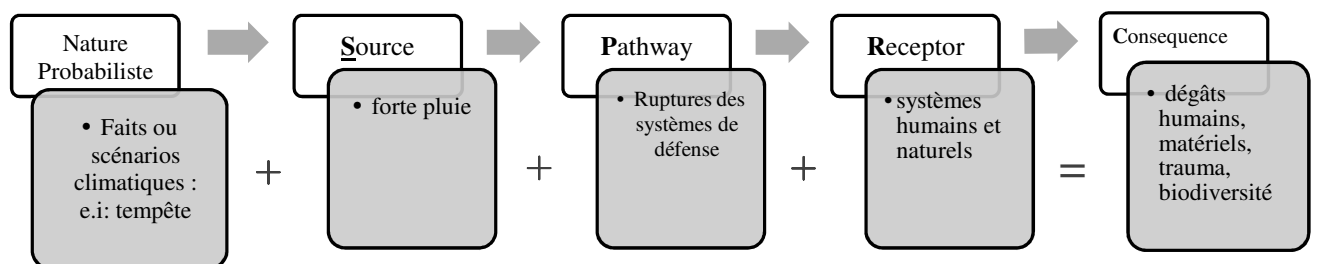 Nature
Probabiliste
• Faits ou
scénarios
climatiques :
e.i: tempête
+
Source
• forte pluie
+
Pathway
• Ruptures des
systèmes de
défense
+
Receptor
• systèmes
humains et
naturels
=
Consequence
• dégâts
humains,
matériels,
trauma,
biodiversité